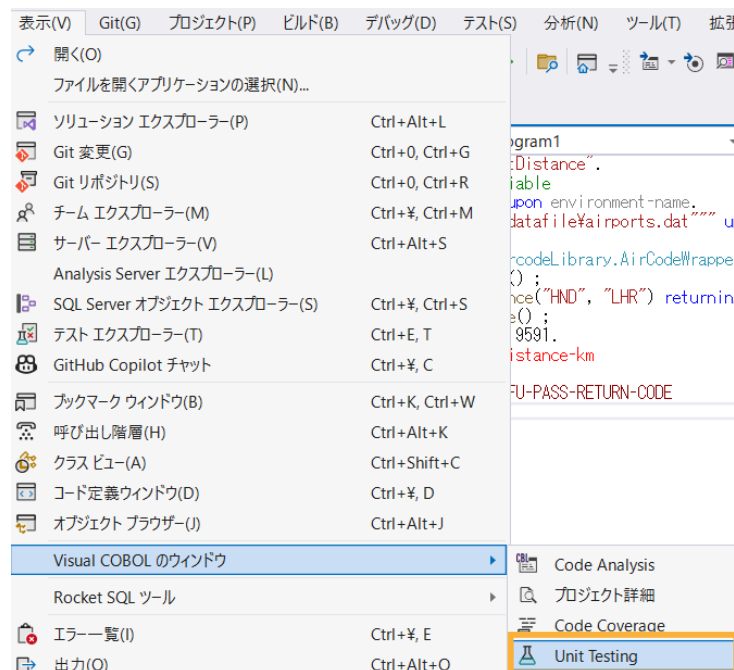 表示(V) Git(G) プロジェクト(P) ビルド(B) デバッグ(D) テスト(S) 分析(N) ツール(T) 拡張
開く(O)
ファイルを開くアプリケーションの選択(N)...
ソリューション エクスプローラー(P) Ctrl+Alt+L
Git 変更(G) Ctrl+0, Ctrl+G
Git リポジトリ(S) Ctrl+0, Ctrl+R
チーム エクスプローラー(M) Ctrl+¥, Ctrl+M
サーバー エクスプローラー(V) Ctrl+Alt+S
Analysis Server エクスプローラー(L)
SQL Server オブジェクト エクスプローラー(S) Ctrl+¥, Ctrl+S
テスト エクスプローラー(T) Ctrl+E, T
GitHub Copilot チャット Ctrl+¥, C
ブックマーク ウィンドウ(B) Ctrl+K, Ctrl+W
呼び出し階層(H) Ctrl+Alt+K
クラス ビュー(A) Ctrl+Shift+C
コード定義ウィンドウ(D) Ctrl+¥, D
オブジェクト ブラウザー(J) Ctrl+Alt+J
Visual COBOL のウィンドウ
Rocket SQL ツール
エラー一覧(I) Ctrl+¥, E
出力(O) Ctrl+Alt+O
ogram1
tDistance".
iable
upon environment-name.
datafile¥airports.dat""" u
rcodeLibrary.AirCodeWrappe
() ;
nce("HND", "LHR") returnin
e() ;
9591.
istance-km
FU-PASS-RETURN-CODE
Code Analysis
プロジェクト詳細
Code Coverage
Unit Testing